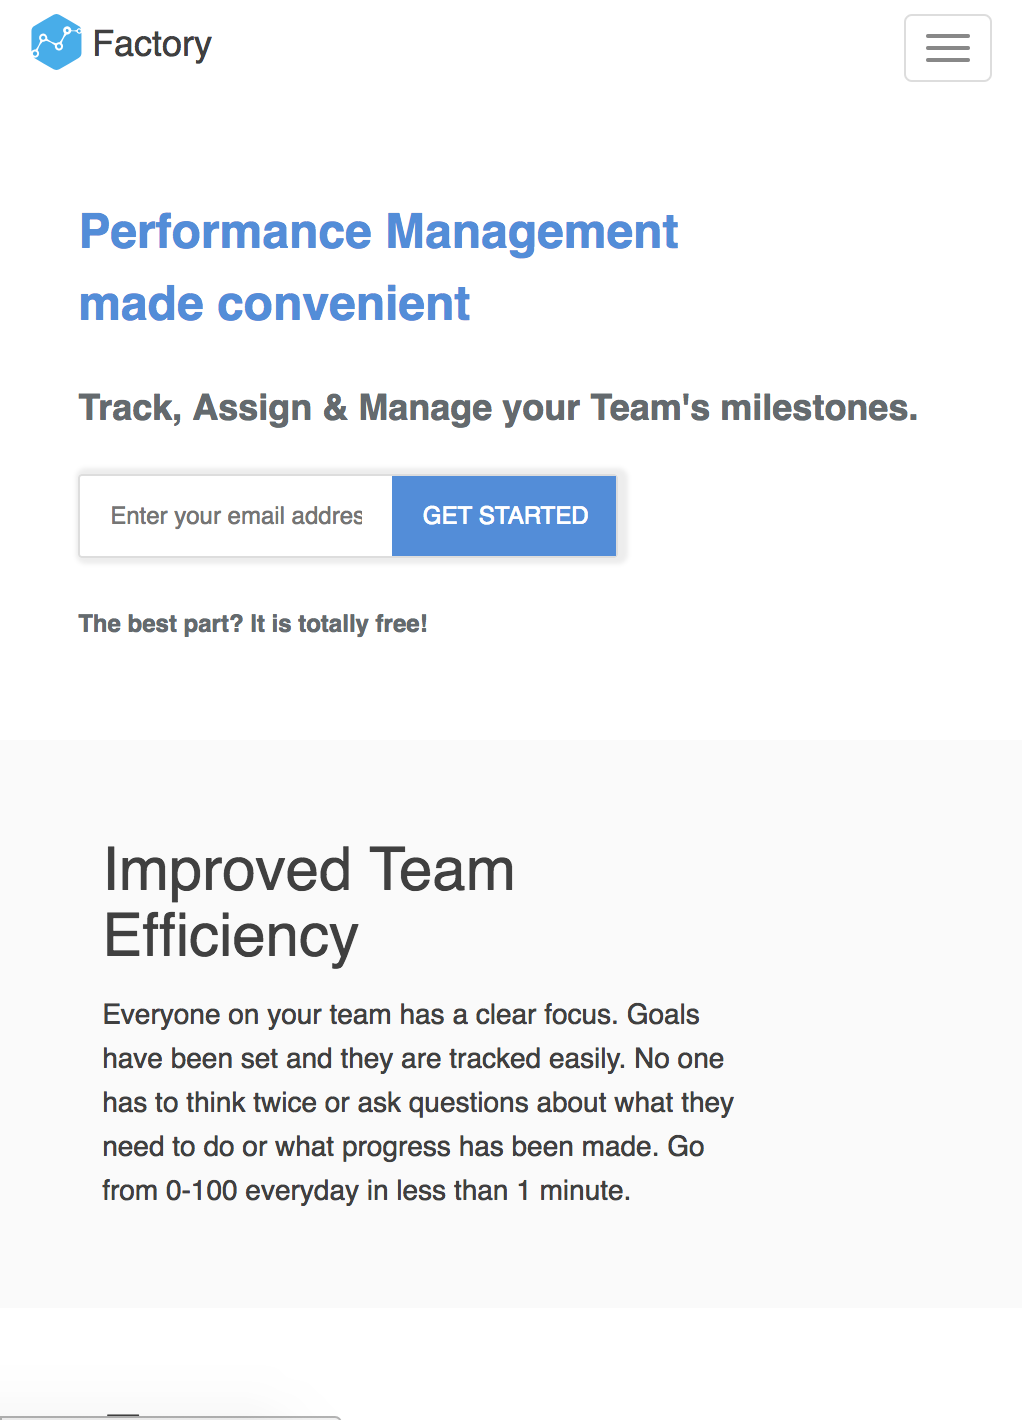 Factory
Performance Management
made convenient
Track, Assign & Manage your Team's milestones.
Enter your email addres
GET STARTED
The best part? It is totally free!
Improved Team
Efficiency
Everyone on your team has a clear focus. Goals
have been set and they are tracked easily. No one
has to think twice or ask questions about what they
need to do or what progress has been made. Go
from 0-100 everyday in less than 1 minute.